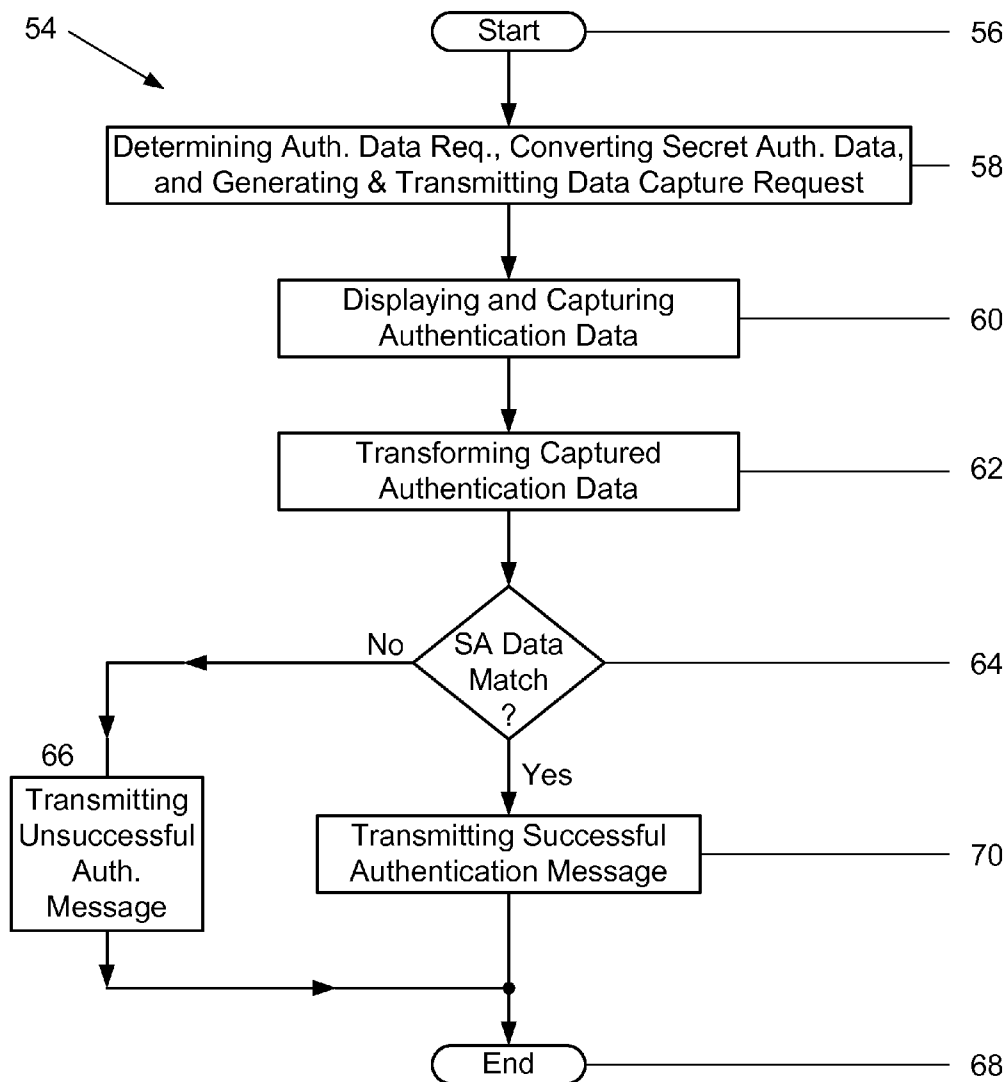 54
Start
56
Determining Auth. Data Req., Converting Secret Auth. Data,
and Generating & Transmitting Data Capture Request
58
Displaying and Capturing
Authentication Data
60
Transforming Captured
Authentication Data
62
No
SA Data
Match
?
64
66
Yes
Transmitting
Unsuccessful
Auth.
Message
Transmitting Successful
Authentication Message
70
End
68